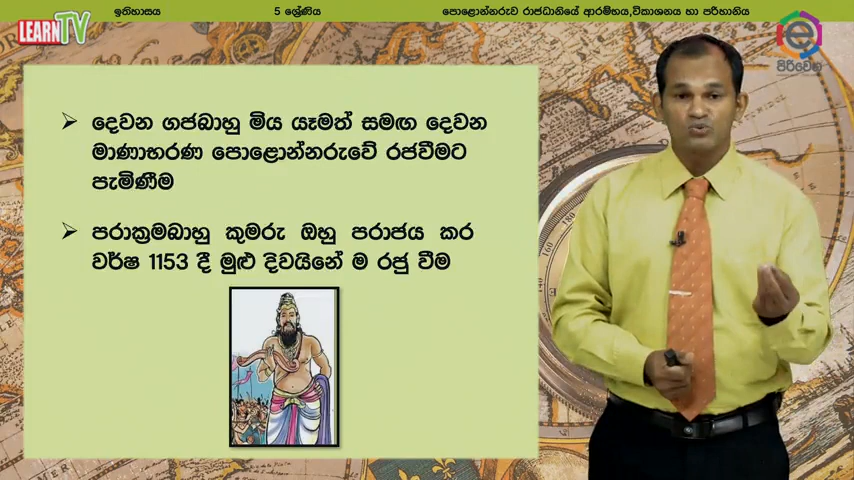 ඉතිහාසය
5 ශ්‍රේණිය
පොළොන්නරුව රාජධානියේ ආරම්භය,විකාශනය හා පරිහානිය
LEARN TV
e
පිරිවෙන
දෙවන ගජබාහු මිය යෑමත් සමඟ දෙවන
මාණාභරණ පොළොන්නරුවේ රජවීමට
පැමිණීම
පරාක්‍රමබාහු කුමරු ඔහු පරාජය කර
වර්ෂ 1153 දී මුළු දිවයිනේ ම රජු වීම